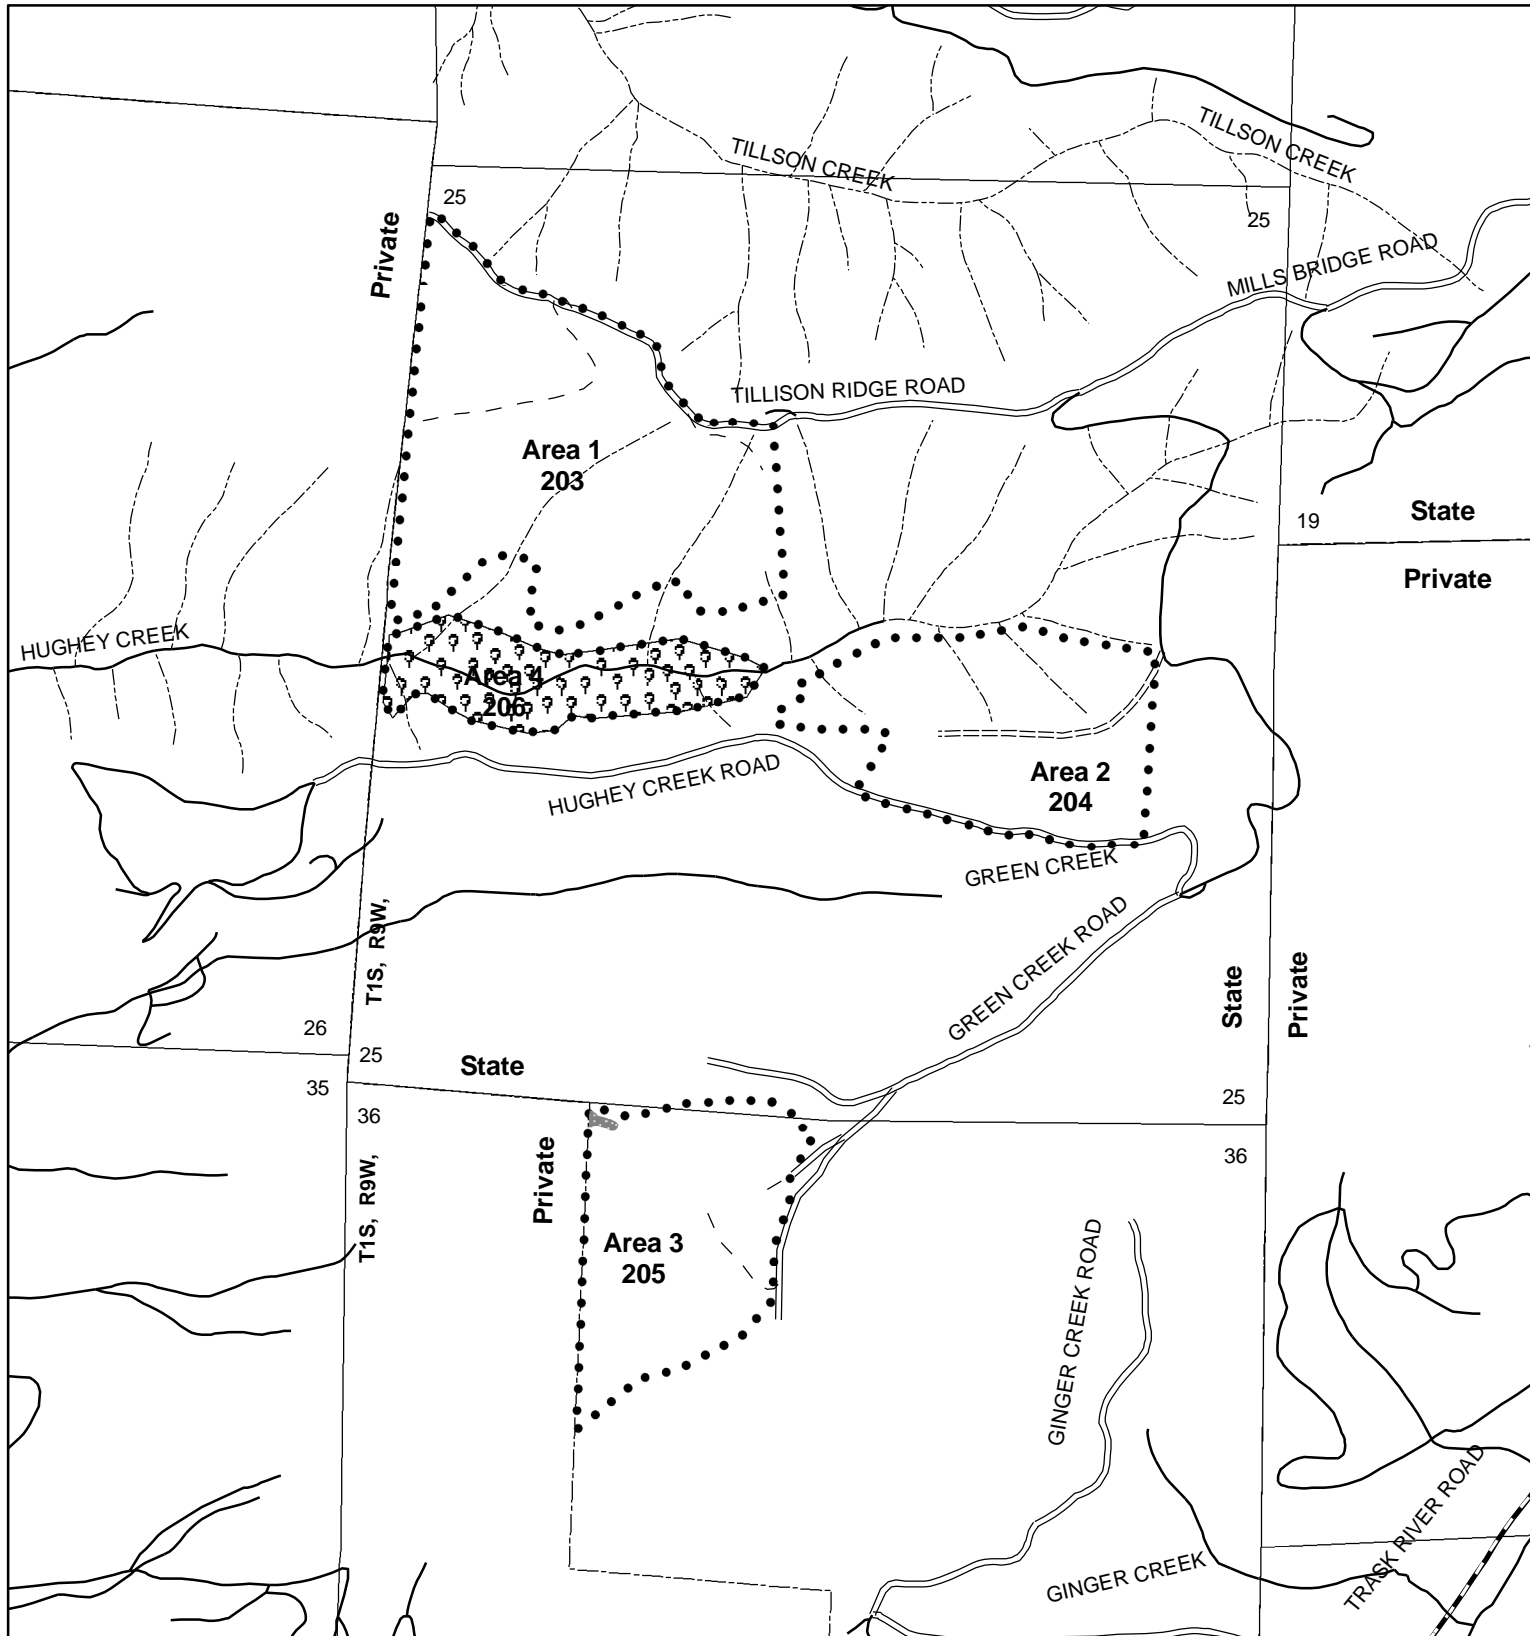 TILLSON CREEK
TILLSON CREEK
25
25
Private
MILLS BRIDGE ROAD
TILLISON RIDGE ROAD
Area 1
203
19
State
Private
HUGHEY CREEK
Area 4
206
HUGHEY CREEK ROAD
Area 2
204
GREEN CREEK
GREEN CREEK ROAD
T1S, R9W,
State
Private
26
25
State
35
36
25
36
Private
T1S, R9W,
Area 3
205
GINGER CREEK ROAD
TRASK RIVER ROAD
GINGER CREEK